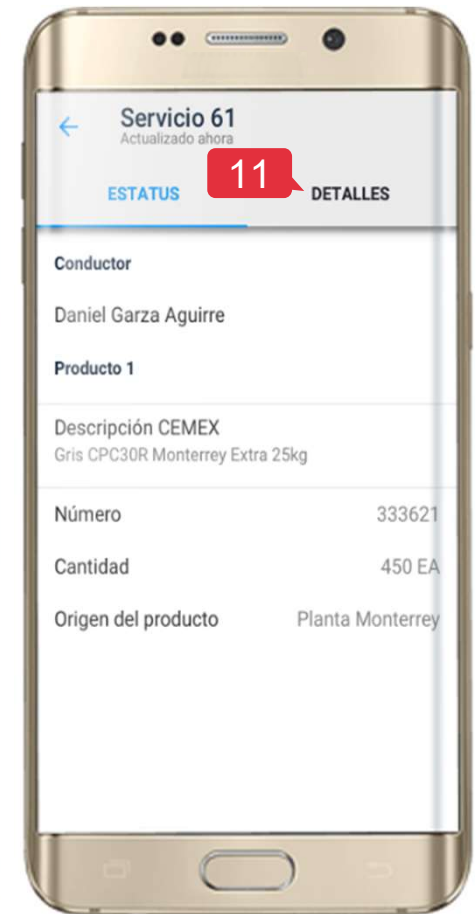 Servicio 61
Actualizado ahora
11
ESTATUS DETALLES
Conductor
Daniel Garza Aguirre
Producto 1
Descripción CEMEX
Gris CPC30R Monterrey Extra 25kg
Número 333621
Cantidad 450 EA
Origen del producto Planta Monterrey